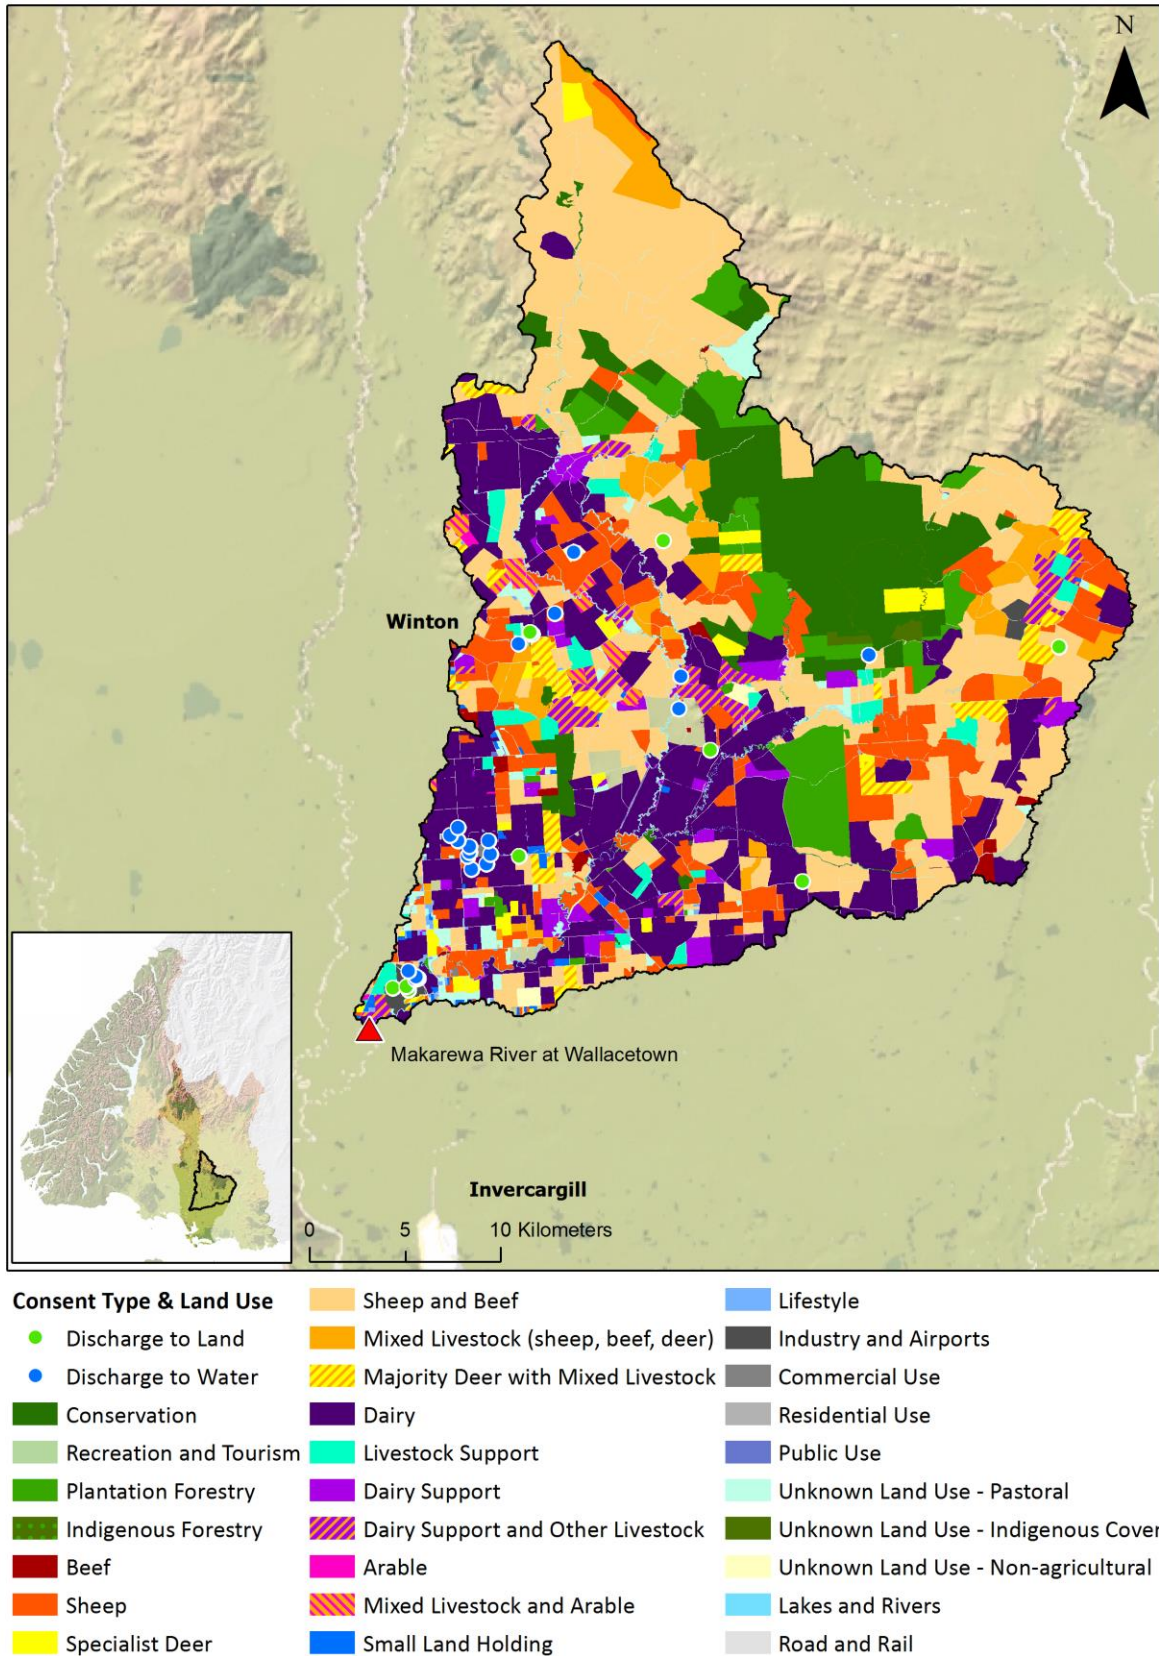 N
Winton
Makarewa River at Wallacetown
Invercargill
0 5 10 Kilometers
Consent Type & Land Use
Discharge to Land
Discharge to Water
Conservation
Recreation and Tourism
Plantation Forestry
Indigenous Forestry
Beef
Sheep
Specialist Deer
Sheep and Beef
Mixed Livestock (sheep, beef, deer)
Majority Deer with Mixed Livestock
Dairy
Livestock Support
Dairy Support
Dairy Support and Other Livestock
Arable
Mixed Livestock and Arable
Small Land Holding
Lifestyle
Industry and Airports
Commercial Use
Residential Use
Public Use
Unknown Land Use - Pastoral
Unknown Land Use - Indigenous Cover
Unknown Land Use - Non-agricultural
Lakes and Rivers
Road and Rail